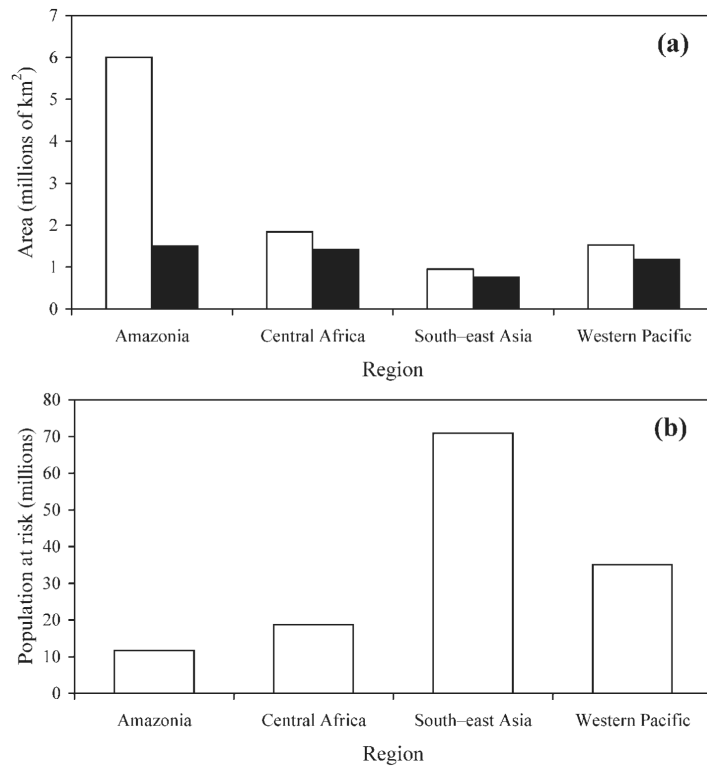 (a)
Area (millions of km²)
7
6
5
4
3
2
1
0
Amazonia Central Africa South–east Asia Western Pacific
Region
(b)
Population at risk (millions)
80
70
60
50
40
30
20
10
0
Amazonia Central Africa South–east Asia Western Pacific
Region